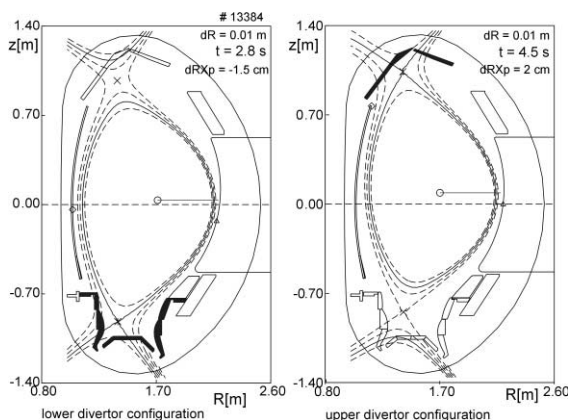 # 13384
1.40
z[m]
dR = 0.01 m
t = 2.8 s
dRXp = -1.5 cm
0.70
0.00
-0.70
-1.40
0.80
1.70
R[m]
2.60
lower divertor configuration
1.40
z[m]
dR = 0.01 m
t = 4.5 s
dRXp = 2 cm
0.70
0.00
-0.70
-1.40
0.80
1.70
R[m]
2.60
upper divertor configuration